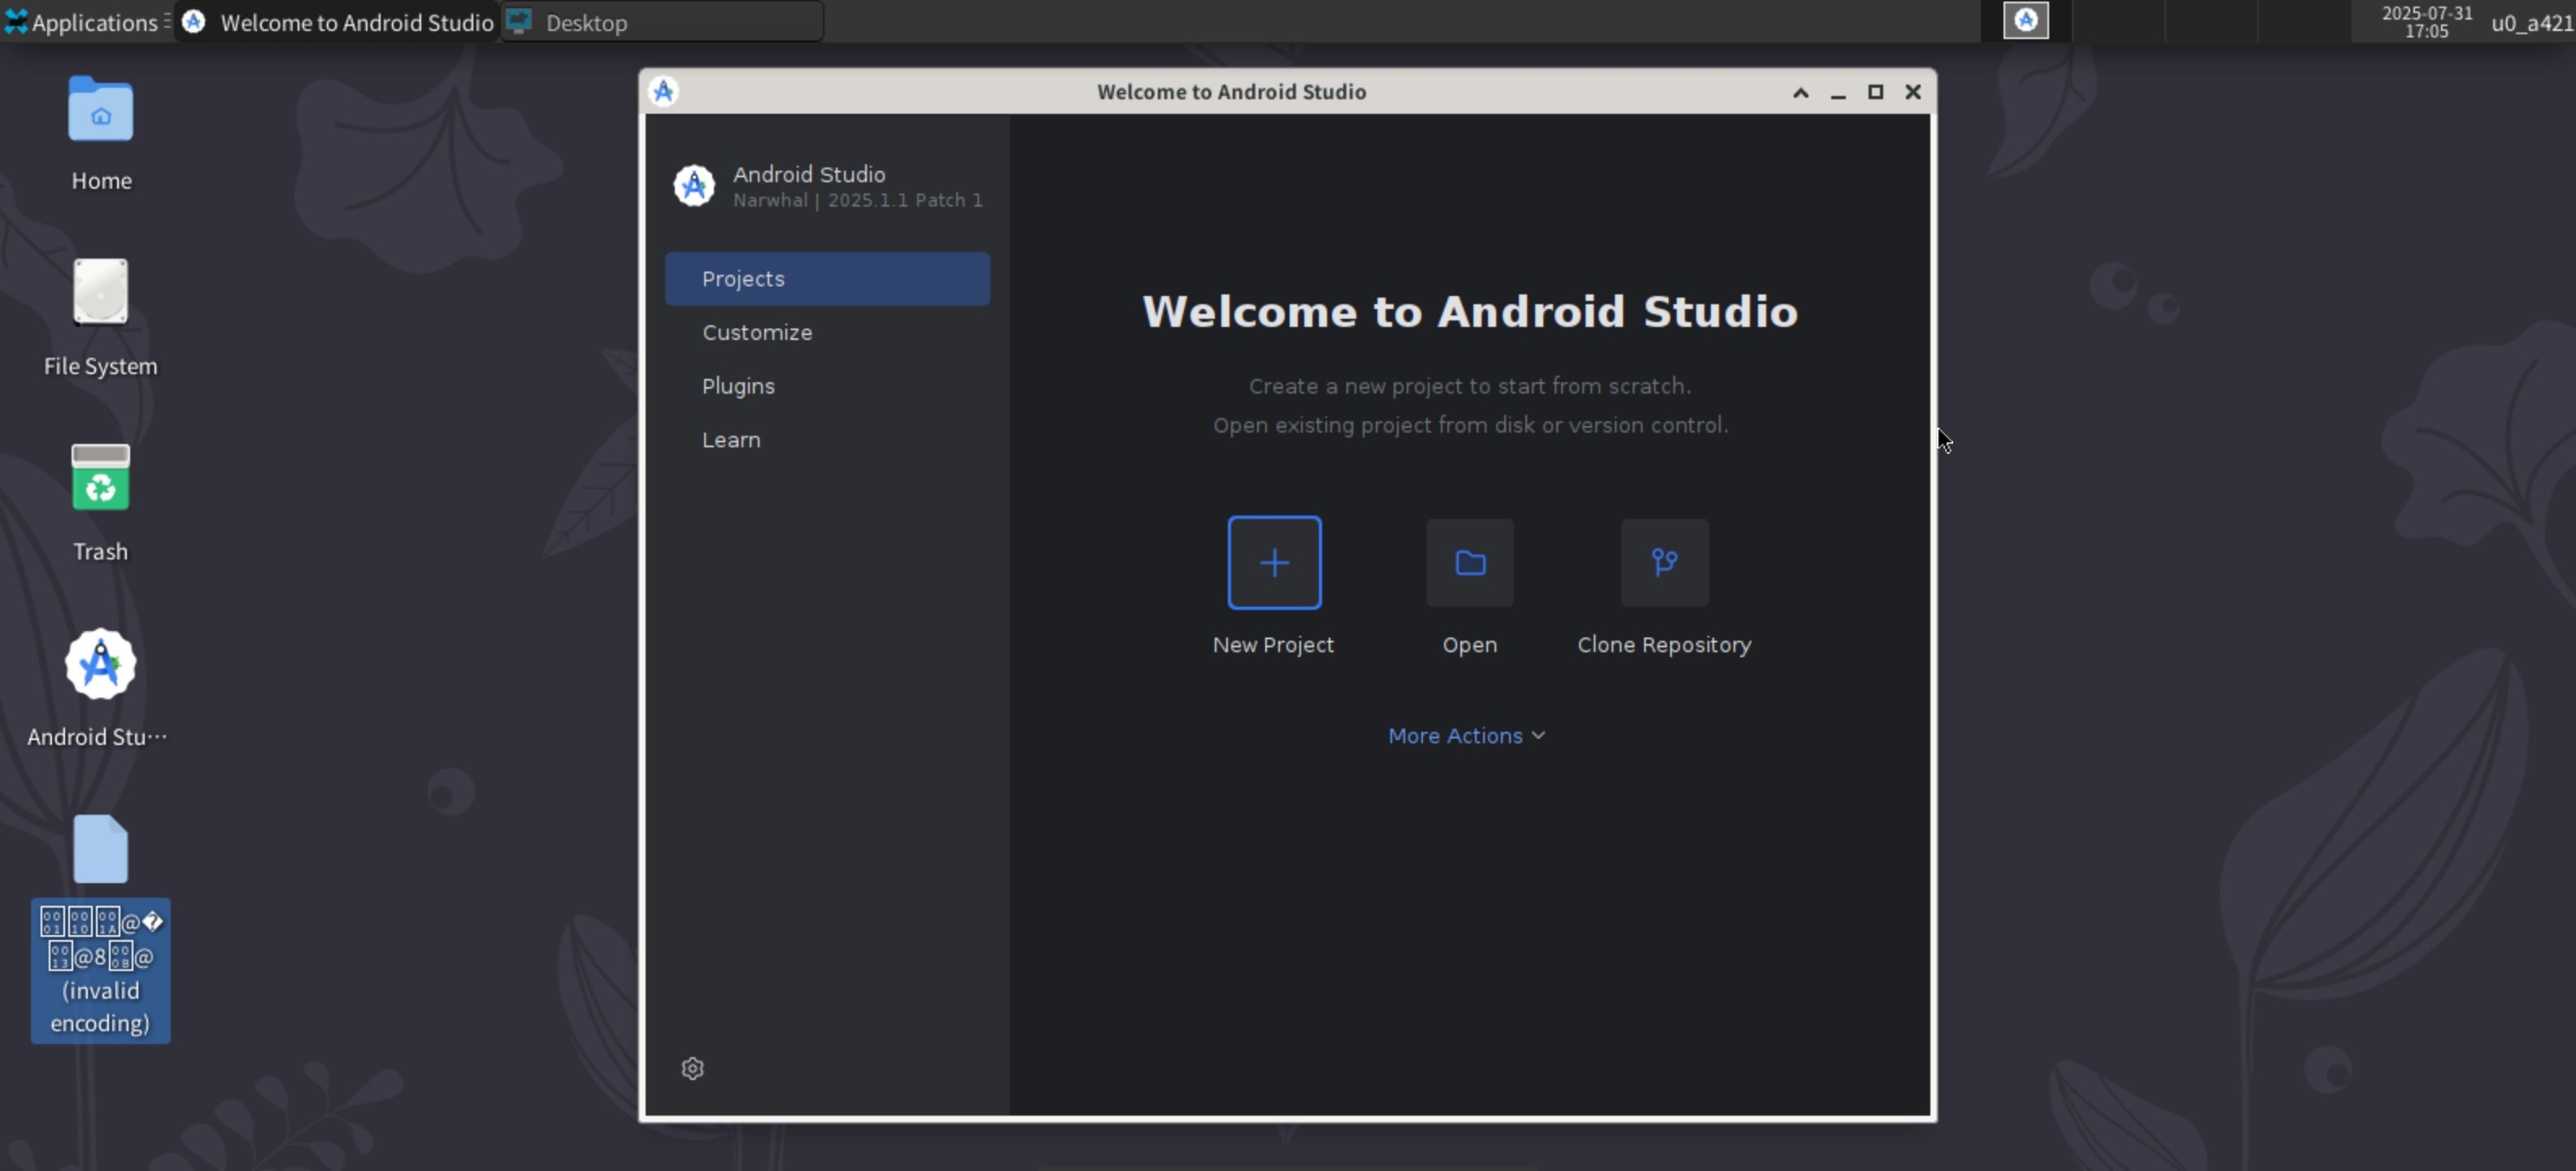 Applications
Welcome to Android Studio
Desktop
2025-07-31
17:05
u0_a421
Home
File System
Trash
Android Stu…
@�
@8 @
(invalid
encoding)
Welcome to Android Studio
Android Studio
Narwhal | 2025.1.1 Patch 1
Projects
Customize
Plugins
Learn
Welcome to Android Studio
Create a new project to start from scratch.
Open existing project from disk or version control.
New Project
Open
Clone Repository
More Actions